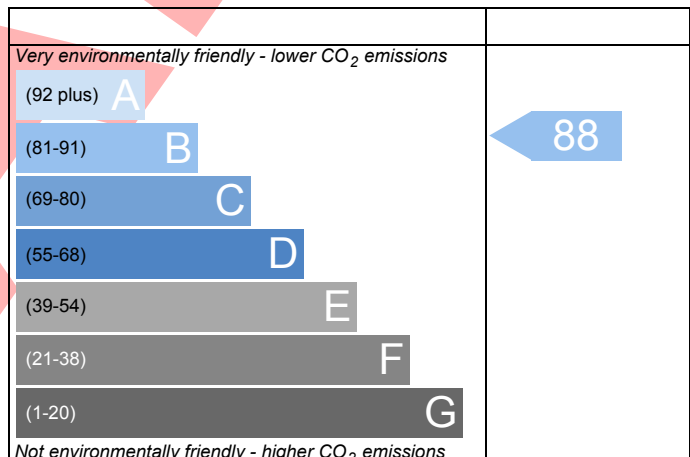 Very environmentally friendly - lower CO2 emissions
(92 plus) A
(81-91) B
88
(69-80) C
(55-68) D
(39-54) E
(21-38) F
(1-20) G
Not environmentally friendly - higher CO2 emissions